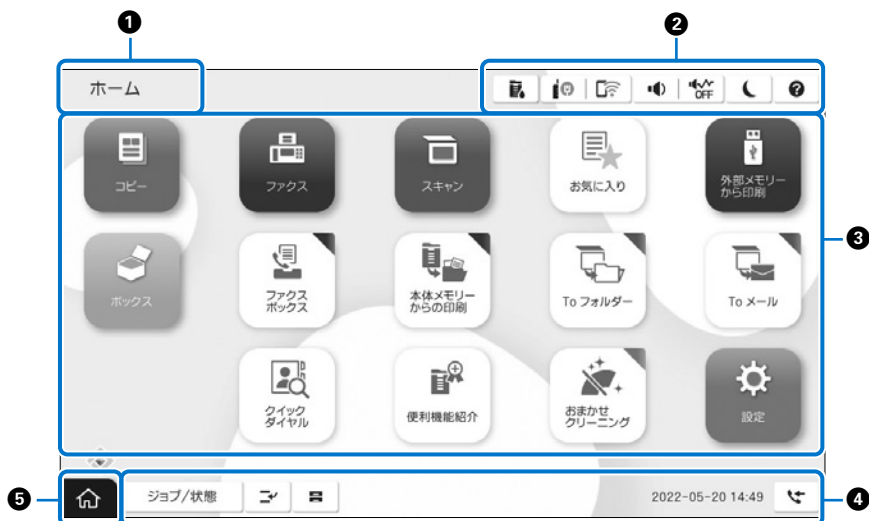 ❶
❷
ホーム
OFF
コピー
ファクス
スキャン
お気に入り
外部メモリー
から印刷
❸
ボックス
ファクス
ボックス
本体メモリー
からの印刷
To フォルダー
To メール
クイック
ダイヤル
便利機能紹介
おまかせ
クリーニング
設定
❺
ジョブ/状態
2022-05-20 14:49
❹